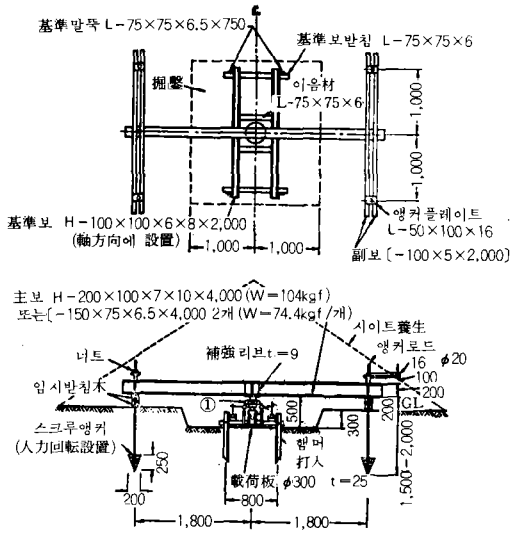 ℄
基準말뚝 L-75×75×6.5×750
基準보받침 L-75×75×6
掘鑿
이음材
L-75×75×6
1,000
1,000
基準보 H-100×100×6×8×2,000
(軸方向에 設置)
1,000
1,000
앵커플레이트
L-50×100×16
副보 〔-100×5×2,000〕
主보 H-200×100×7×10×4,000 (W=104kgf)
또는〔-150×75×6.5×4,000 2개 (W=74.4kgf/개)
시이트養生
너트
補強리브t=9
앵커로드
16 φ20
100
200
임시받침木
①
500
300
200
GL
스크루앵커
(人力回転設置)
햄머
打入
250
載荷板 φ300 t=25
1,500-2,000
200
800
1,800
1,800